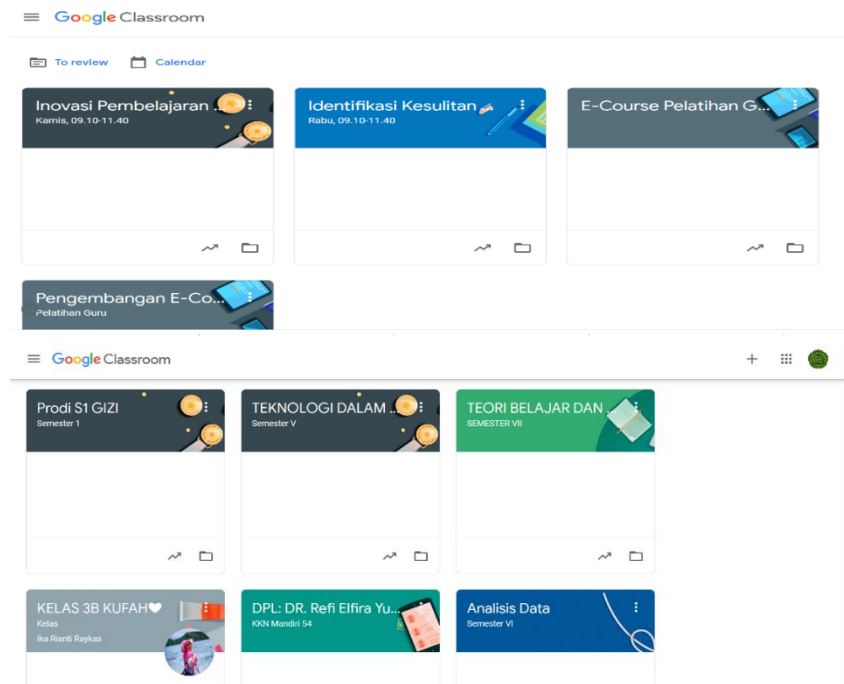 Google Classroom
To review Calendar
Inovasi Pembelajaran ...
Kamis, 09.10-11.40
Identifikasi Kesulitan ...
Rabu, 09.10-11.40
E-Course Pelatihan G...
Pengembangan E-Co...
Pelatihan Guru
Google Classroom
Prodi S1 GIZI
Semester 1
TEKNOLOGI DALAM ...
Semester V
TEORI BELAJAR DAN ...
SEMESTER VII
KELAS 3B KUFAH♥
Kelas
Ika Rianti Raykas
DPL: DR. Refi Elfira Yu...
KKN Mandiri 54
Analisis Data
Semester VI